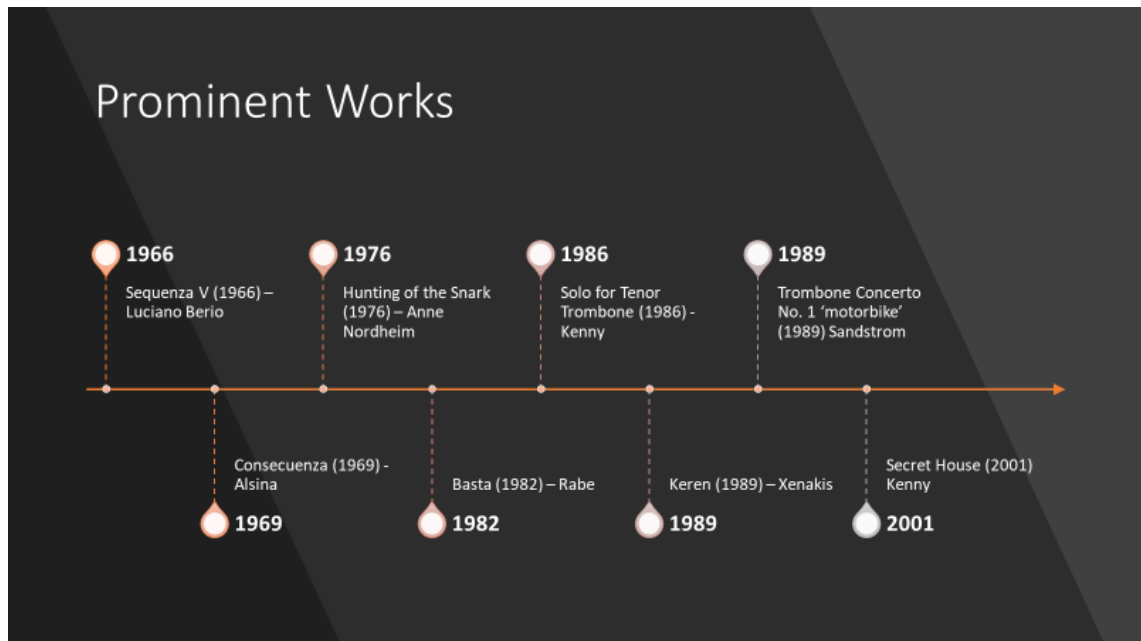 Prominent Works
1966
Sequenza V (1966) –
Luciano Berio
1976
Hunting of the Snark
(1976) – Anne
Nordheim
1986
Solo for Tenor
Trombone (1986) -
Kenny
1989
Trombone Concerto
No. 1 ‘motorbike’
(1989) Sandstrom
Consecuenza (1969) -
Alsina
1969
Basta (1982) – Rabe
1982
Keren (1989) – Xenakis
1989
Secret House (2001)
Kenny
2001